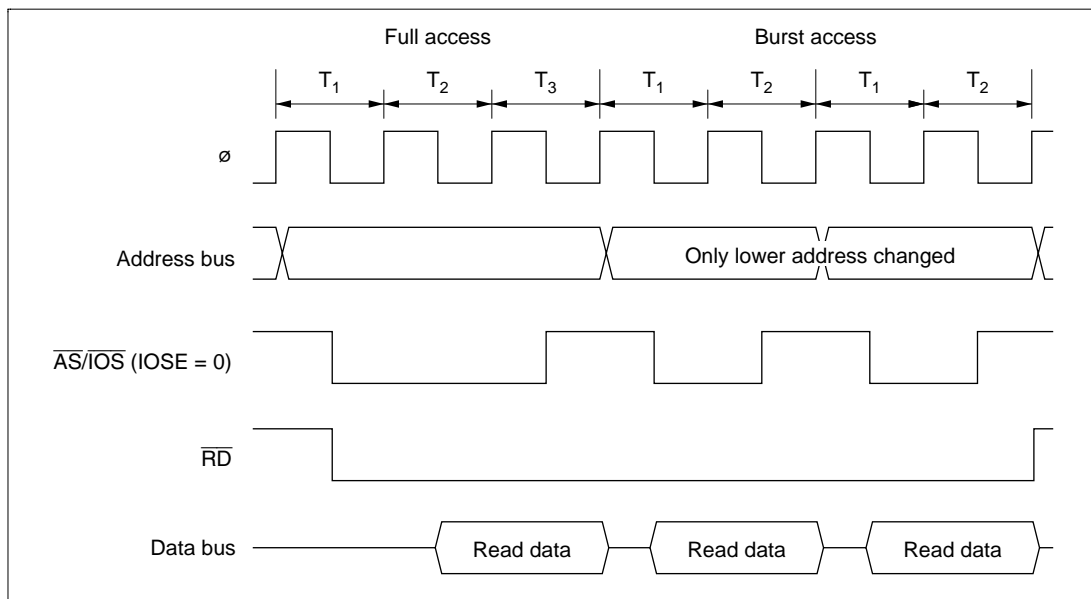 Full access Burst access
T1 T2 T3 T1 T2 T1 T2
ø
Address bus Only lower address changed
AS/IOS (IOSE = 0)
RD
Data bus Read data Read data Read data